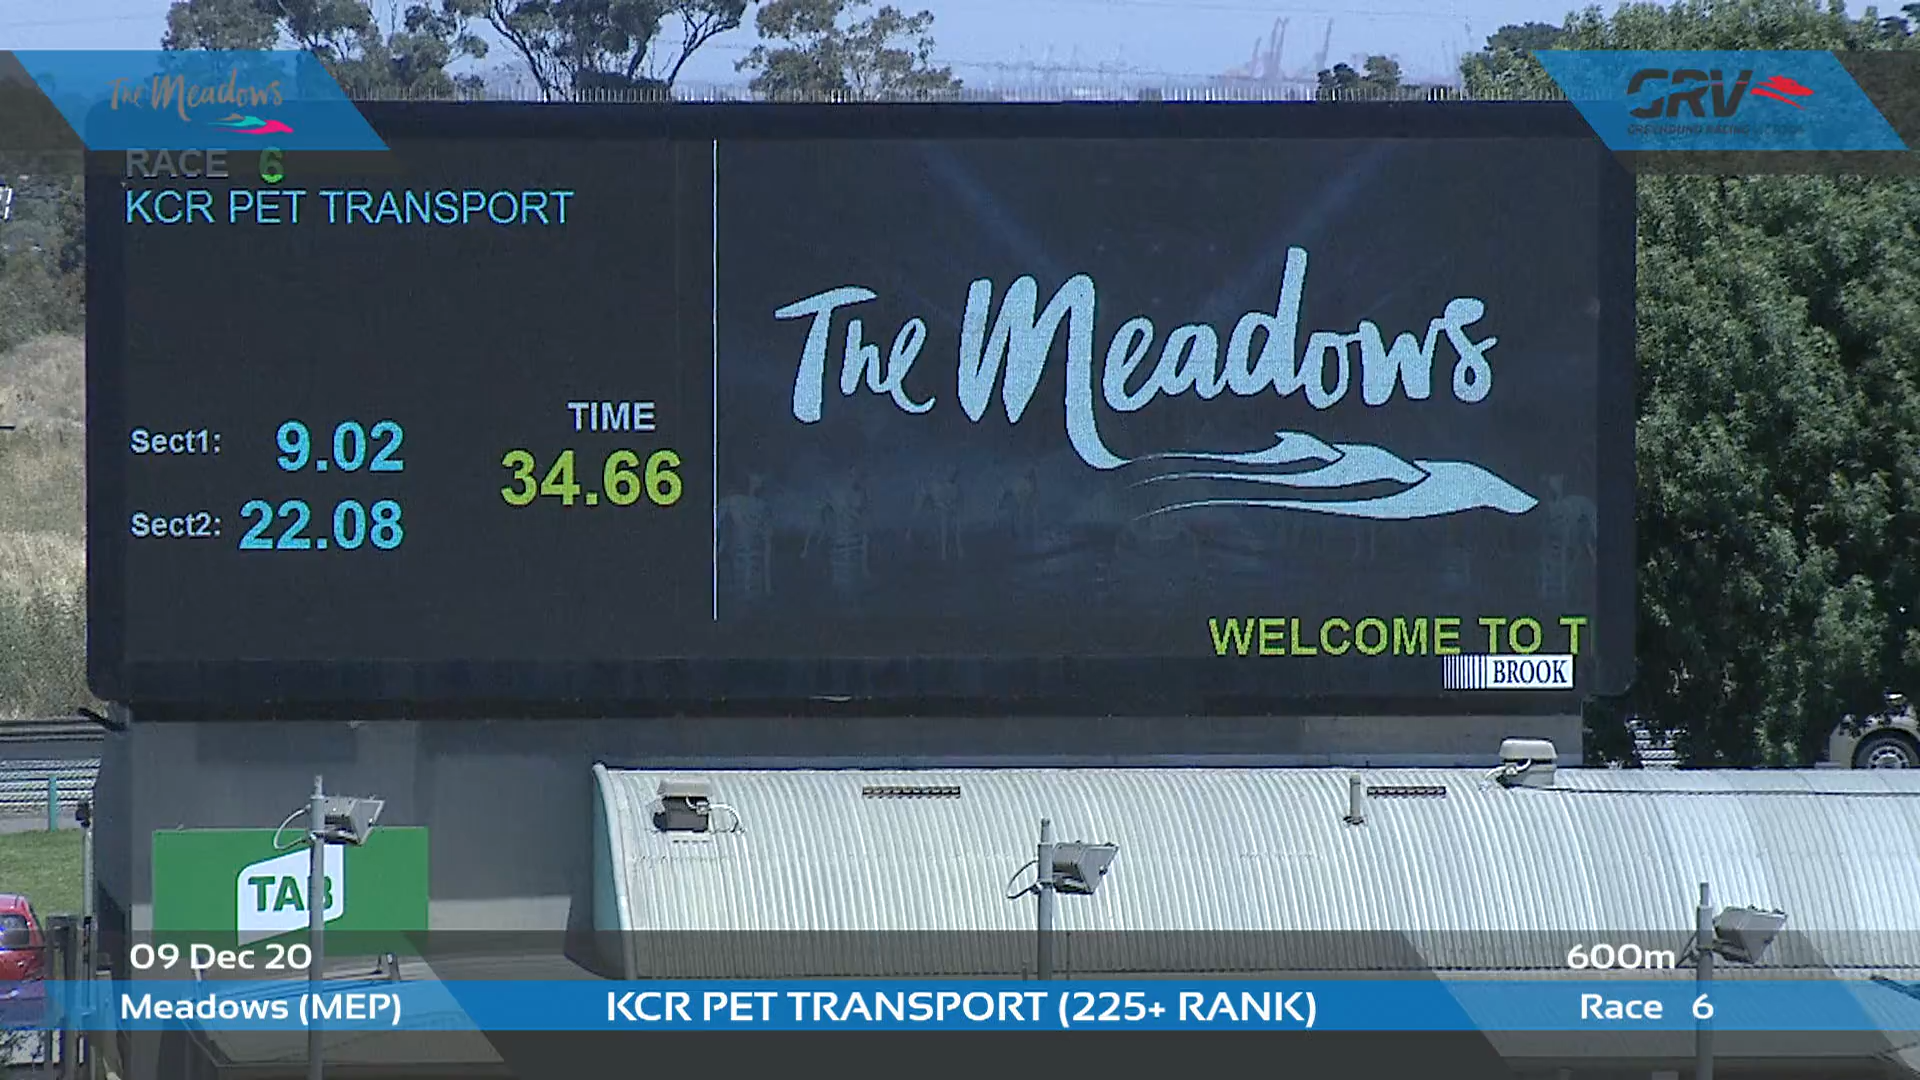 The Meadows
GRV
RACE 6
KCR PET TRANSPORT
Sect1: 9.02
Sect2: 22.08
TIME
34.66
The Meadows
WELCOME TO T
BROOK
TAB
09 Dec 20
600m
Meadows (MEP)
KCR PET TRANSPORT (225+ RANK)
Race 6